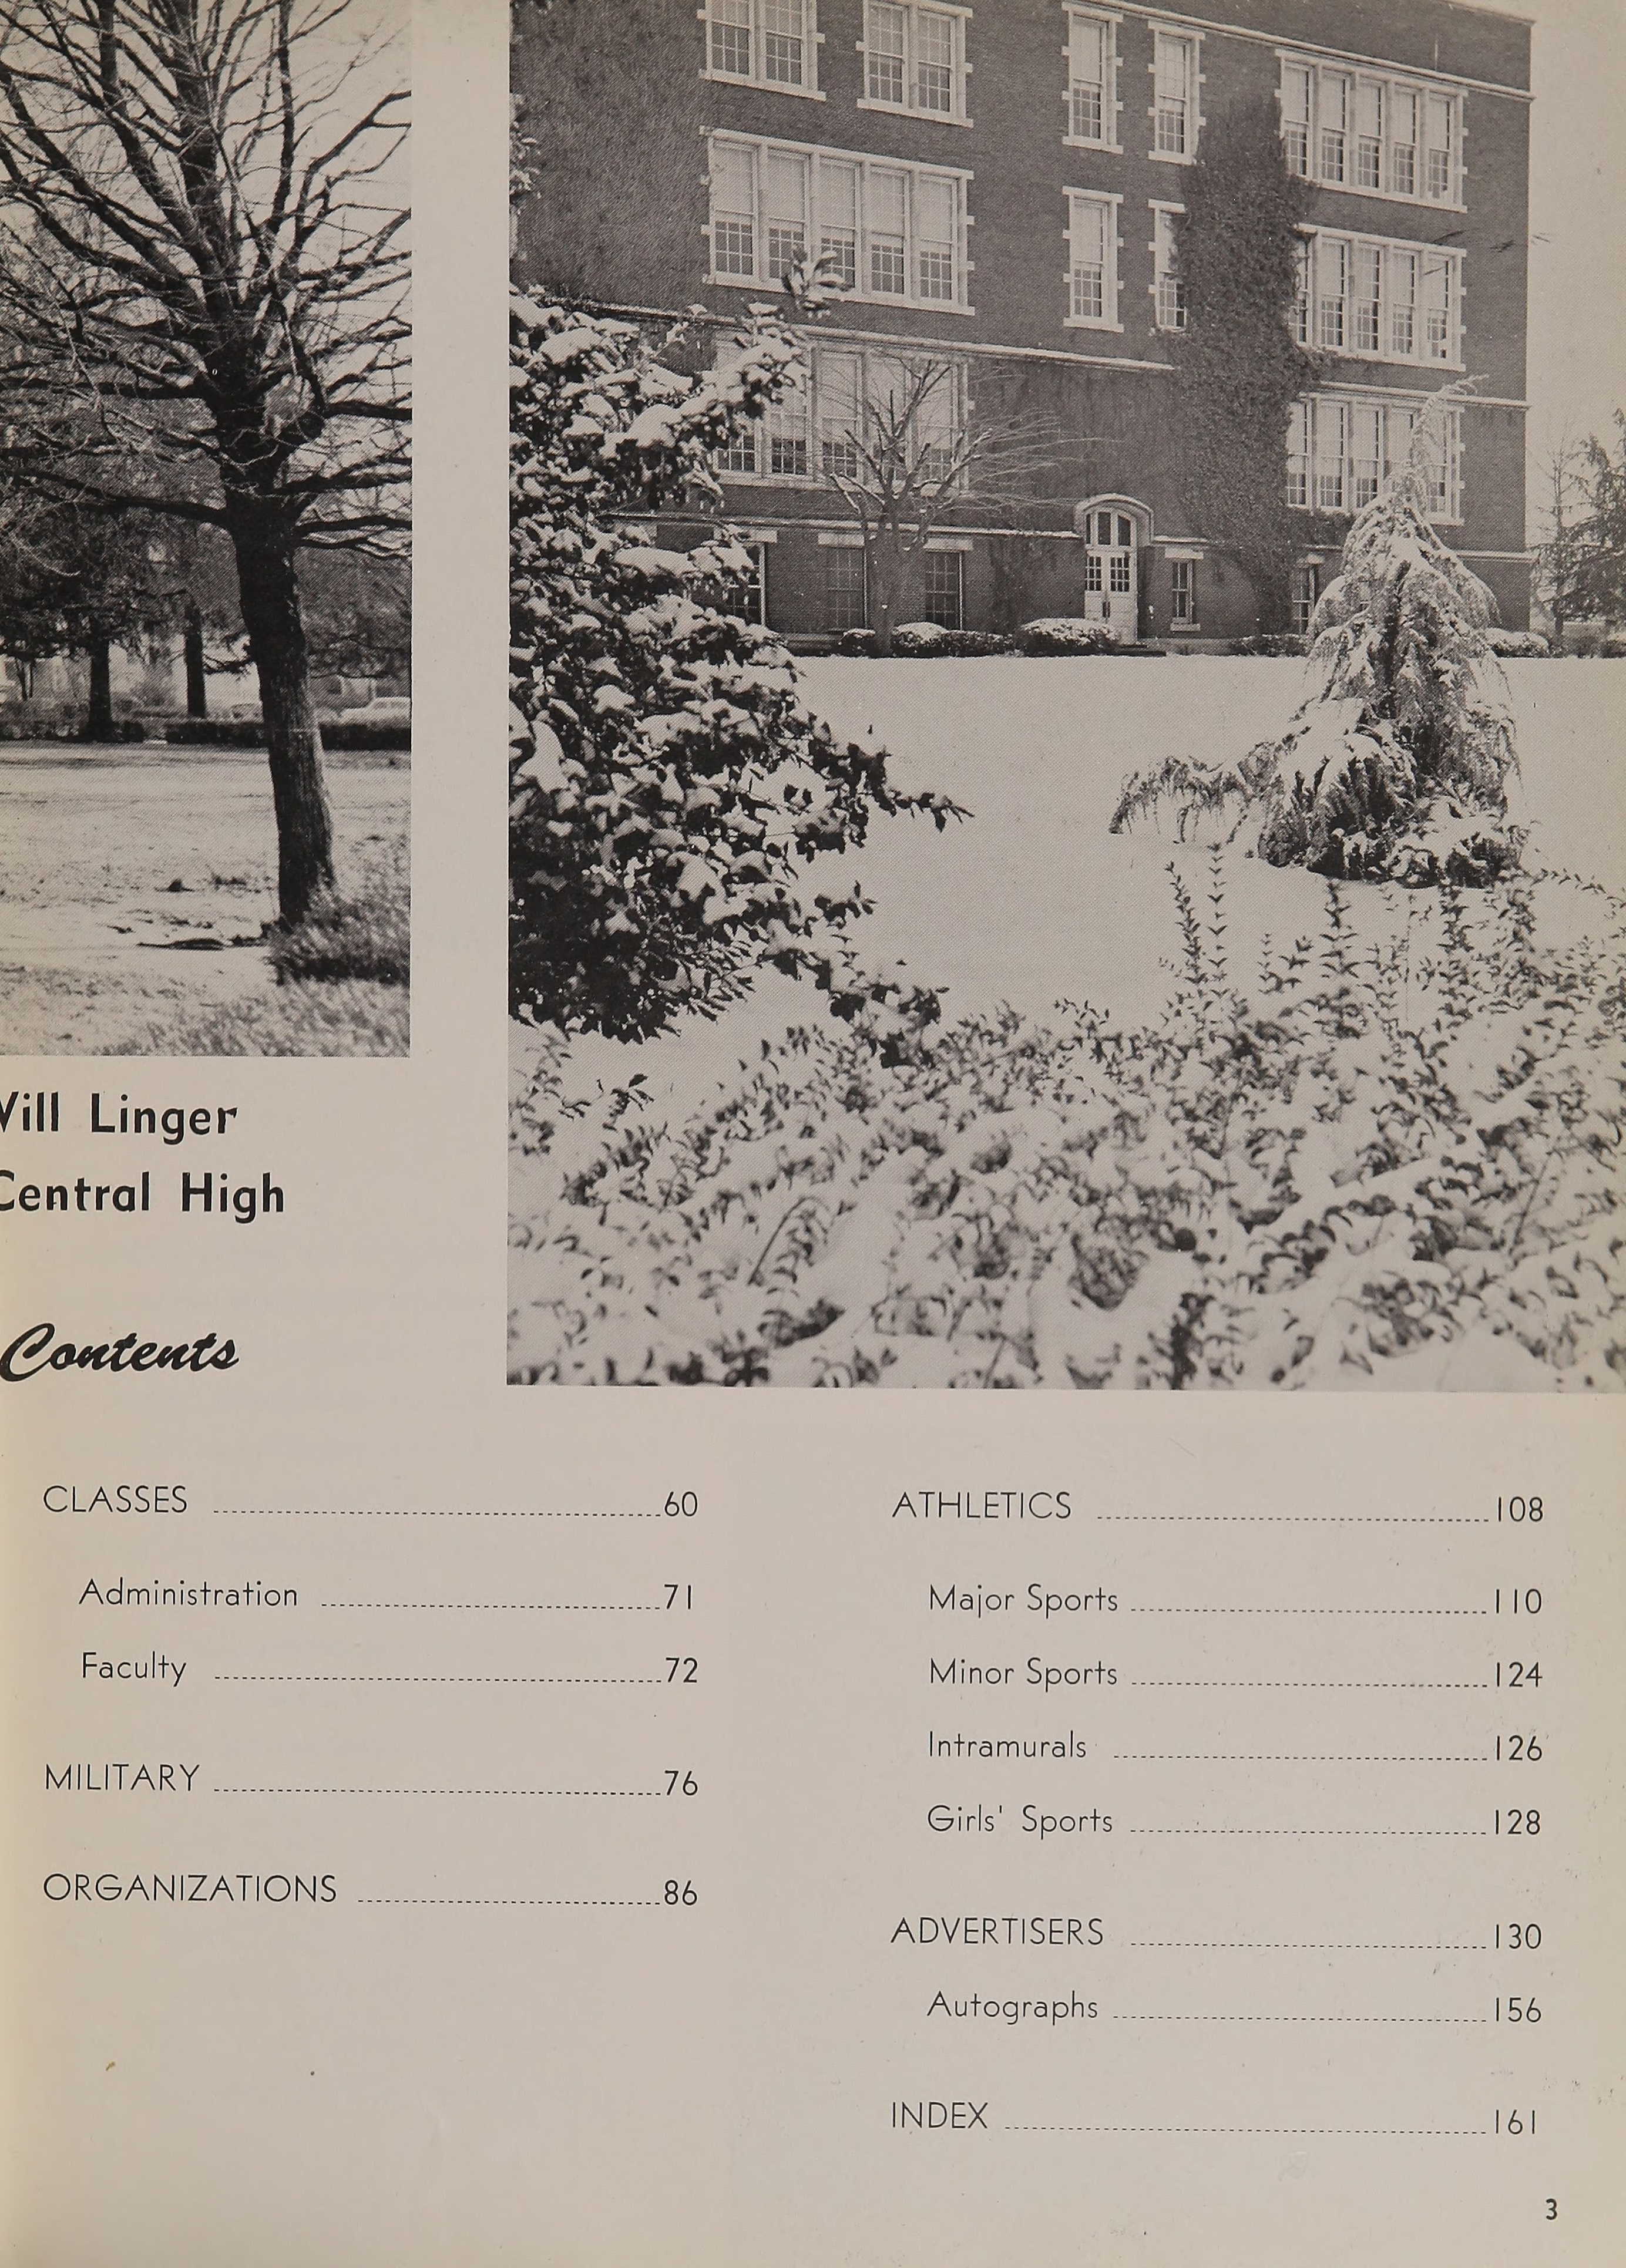 Will Linger
Central High
Contents
CLASSES 60
Administration 71
Faculty 72
MILITARY 76
ORGANIZATIONS 86
ATHLETICS 108
Major Sports 110
Minor Sports 124
Intramurals 126
Girls' Sports 128
ADVERTISERS 130
Autographs 156
INDEX 161
3